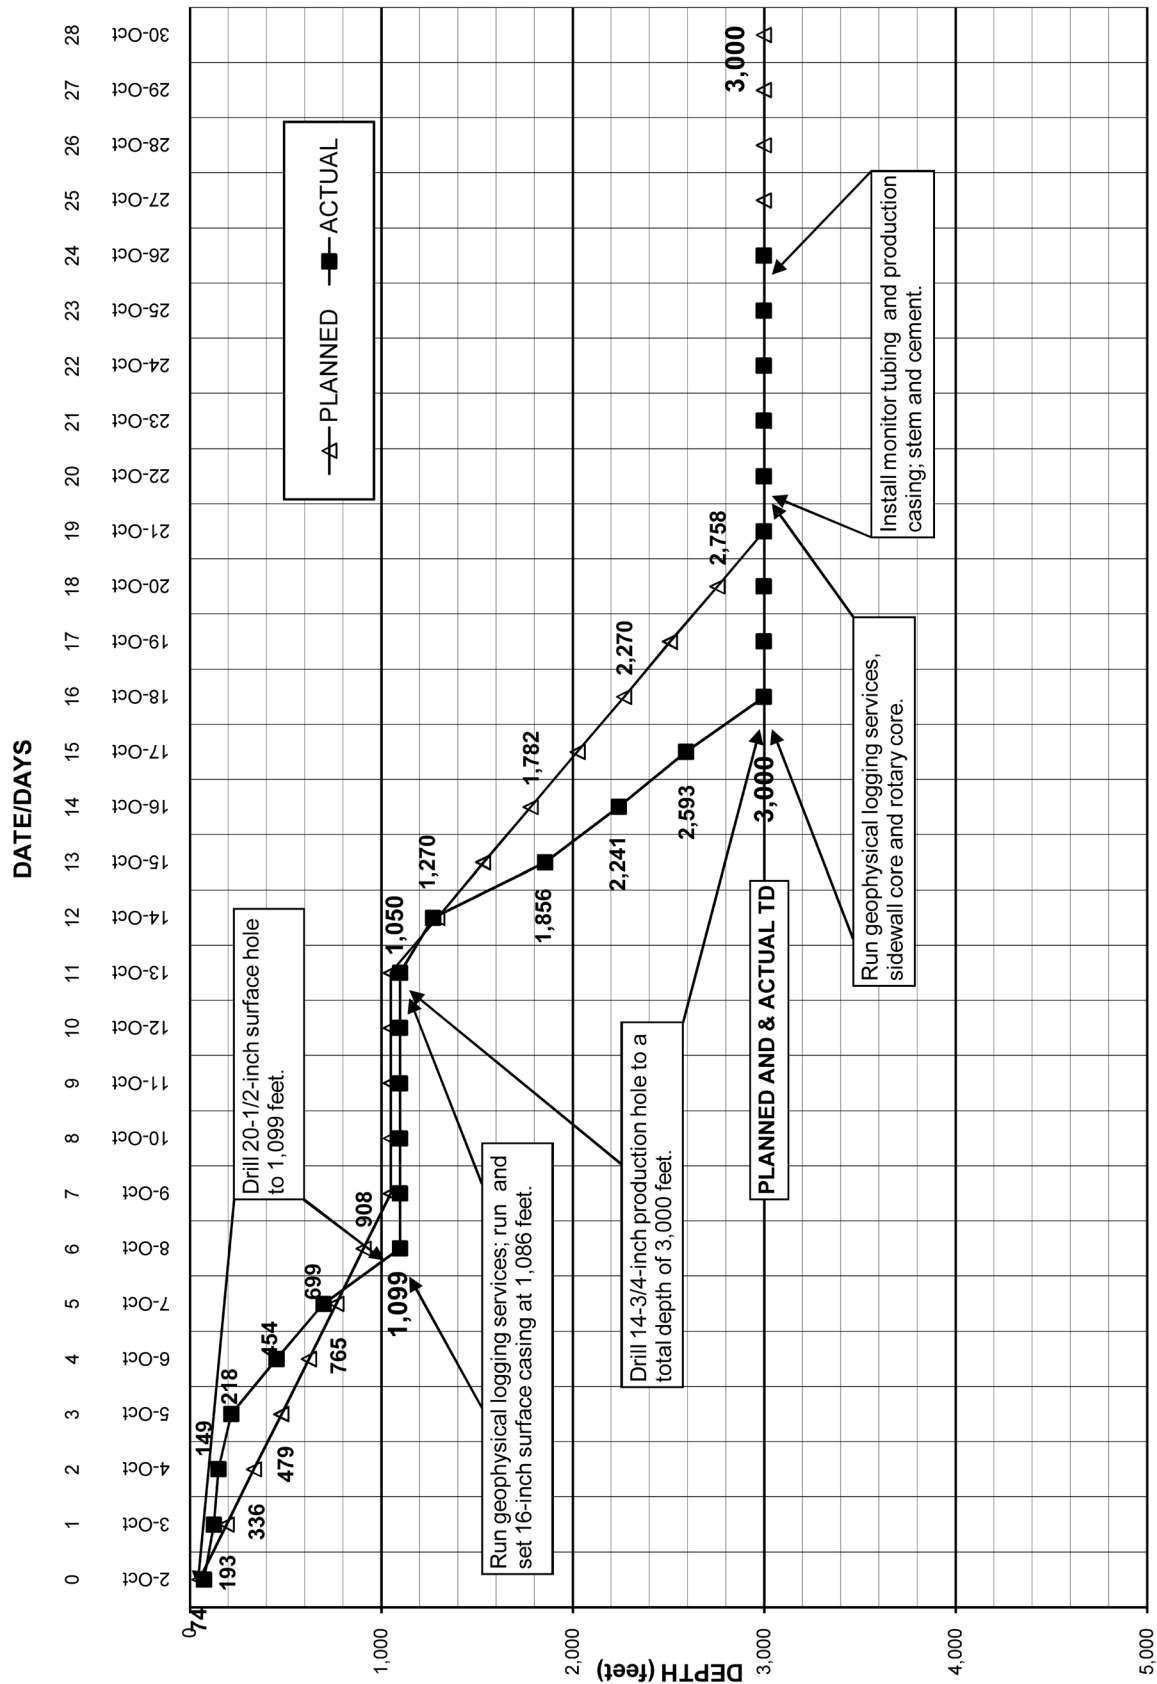 DATE/DAYS
0 1 2 3 4 5 6 7 8 9 10 11 12 13 14 15 16 17 18 19 20 21 22 23 24 25 26 27 28
2-Oct 3-Oct 4-Oct 5-Oct 6-Oct 7-Oct 8-Oct 9-Oct 10-Oct 11-Oct 12-Oct 13-Oct 14-Oct 15-Oct 16-Oct 17-Oct 18-Oct 19-Oct 20-Oct 21-Oct 22-Oct 23-Oct 24-Oct 25-Oct 26-Oct 27-Oct 28-Oct 29-Oct 30-Oct
DEPTH (feet)
0
1,000
2,000
3,000
4,000
5,000
PLANNED ACTUAL
74
193
149
218
336
454
479
699
765
908
1,099
1,050
1,270
1,782
1,856
2,241
2,270
2,593
2,758
3,000
3,000
Drill 20-1/2-inch surface hole
to 1,099 feet.
Run geophysical logging services; run and
set 16-inch surface casing at 1,086 feet.
Drill 14-3/4-inch production hole to a
total depth of 3,000 feet.
PLANNED AND & ACTUAL TD
Run geophysical logging services,
sidewall core and rotary core.
Install monitor tubing and production
casing; stem and cement.